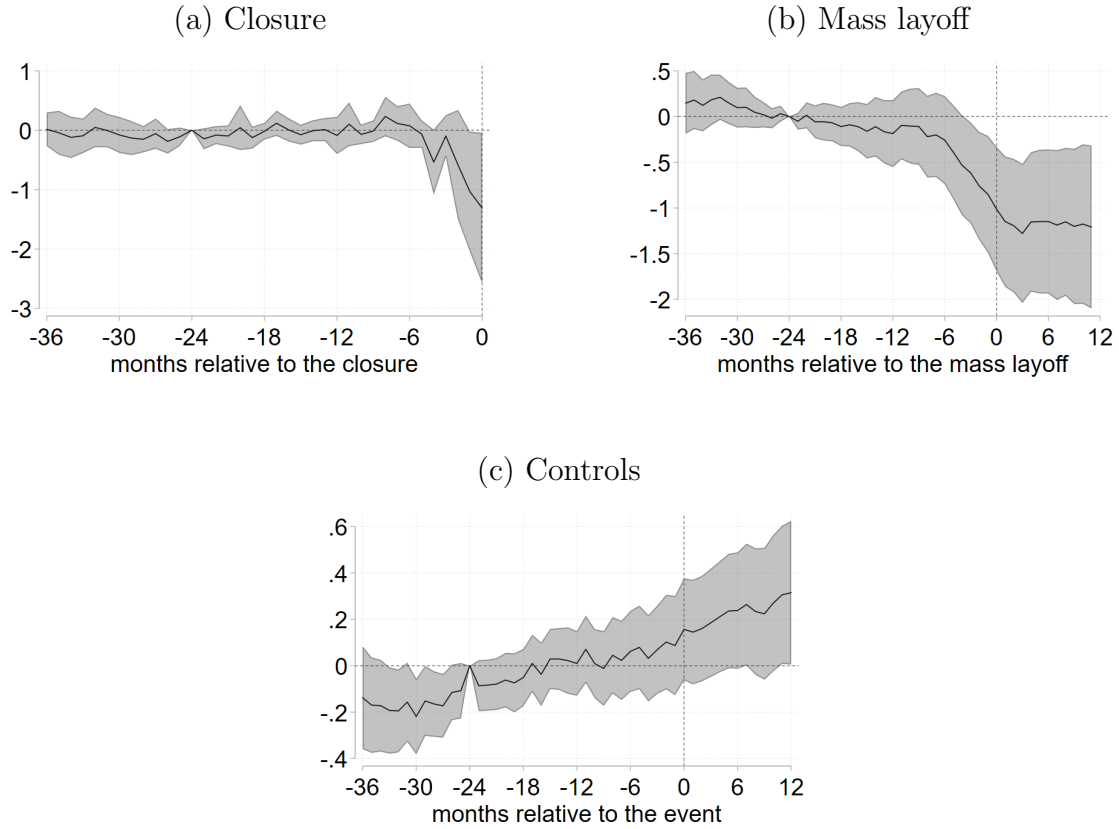 (a) Closure
1
0
-1
-2
-3
-36 -30 -24 -18 -12 -6 0
months relative to the closure
(b) Mass layoff
.5
0
-.5
-1
-1.5
-2
-36 -30 -24 -18 -12 -6 0 6 12
months relative to the mass layoff
(c) Controls
.6
.4
.2
0
-.2
-.4
-36 -30 -24 -18 -12 -6 0 6 12
months relative to the event